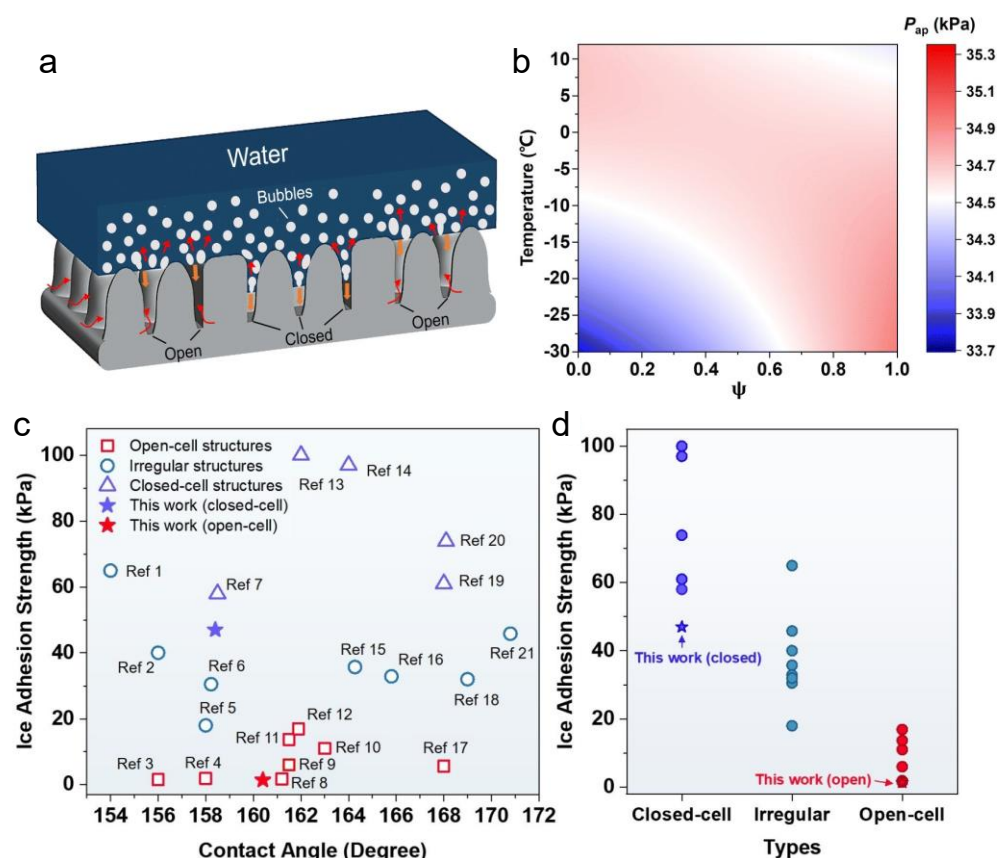 a
Water
Bubbles
Open
Closed
Open
b
P_ap (kPa)
Temperature (℃)
10
5
0
-5
-10
-15
-20
-25
-30
0.0 0.2 0.4 0.6 0.8 1.0
ψ
35.3
35.1
34.9
34.7
34.5
34.3
34.1
33.9
33.7
c
Ice Adhesion Strength (kPa)
100
80
60
40
20
0
Open-cell structures
Irregular structures
Closed-cell structures
This work (closed-cell)
This work (open-cell)
Ref 13
Ref 14
Ref 20
Ref 19
Ref 1
Ref 7
Ref 2
Ref 6
Ref 5
Ref 15
Ref 16
Ref 18
Ref 21
Ref 12
Ref 11
Ref 10
Ref 9
Ref 8
Ref 17
Ref 3
Ref 4
154 156 158 160 162 164 166 168 170 172
Contact Angle (Degree)
d
Ice Adhesion Strength (kPa)
100
80
60
40
20
0
This work (closed)
This work (open)
Closed-cell Irregular Open-cell
Types